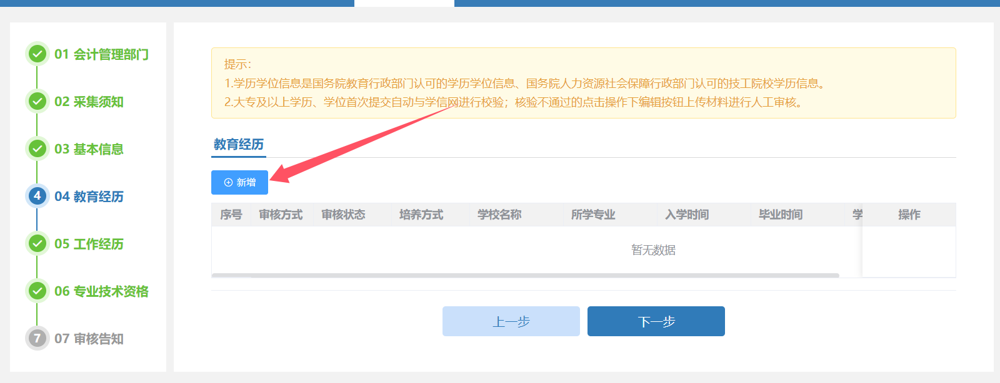 01 会计管理部门
02 采集须知
03 基本信息
4 04 教育经历
05 工作经历
06 专业技术资格
7 07 审核告知
提示：
1.学历学位信息是国务院教育行政部门认可的学历学位信息、国务院人力资源社会保障行政部门认可的技工院校学历信息。
2.大专及以上学历、学位首次提交自动与学信网进行校验；核验不通过的点击操作下编辑按钮上传材料进行人工审核。
教育经历
新增
序号 审核方式 审核状态 培养方式 学校名称 所学专业 入学时间 毕业时间 学 操作
暂无数据
上一步 下一步